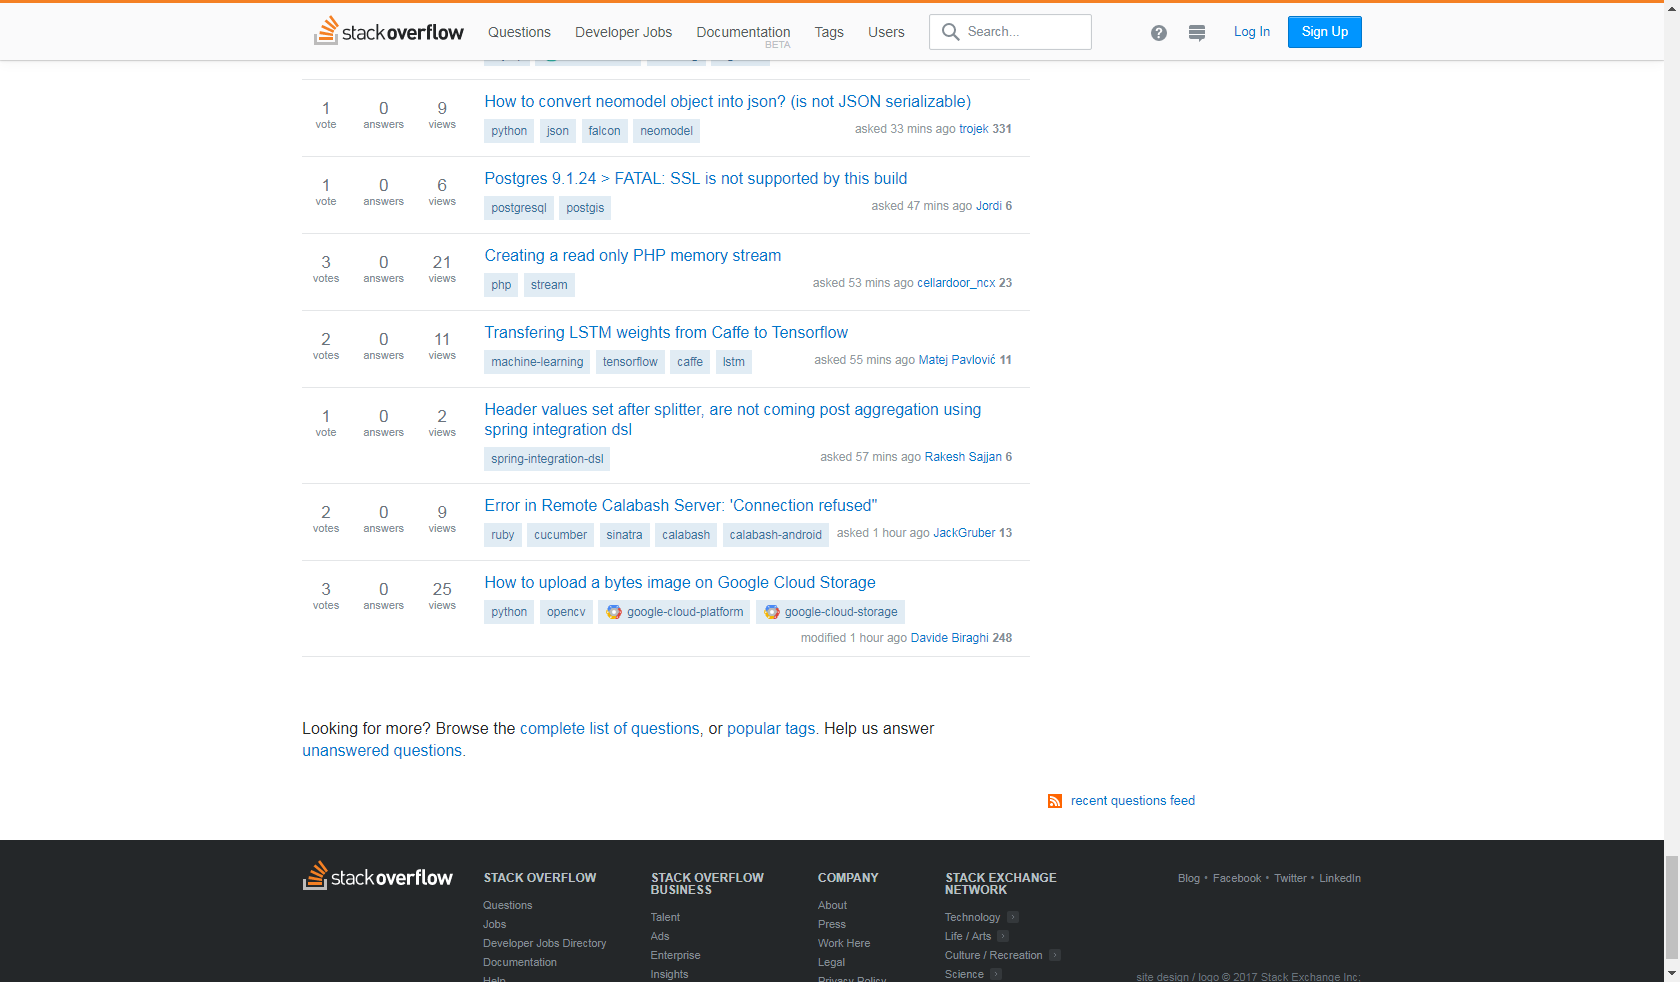 stackoverflow Questions Developer Jobs Documentation BETA Tags Users Search... Log In Sign Up
1 vote 0 answers 9 views
How to convert neomodel object into json? (is not JSON serializable)
python json falcon neomodel
asked 33 mins ago trojek 331
1 vote 0 answers 6 views
Postgres 9.1.24 > FATAL: SSL is not supported by this build
postgresql postgis
asked 47 mins ago Jordi 6
3 votes 0 answers 21 views
Creating a read only PHP memory stream
php stream
asked 53 mins ago cellardoor_ncx 23
2 votes 0 answers 11 views
Transfering LSTM weights from Caffe to Tensorflow
machine-learning tensorflow caffe lstm
asked 55 mins ago Matej Pavlović 11
1 vote 0 answers 2 views
Header values set after splitter, are not coming post aggregation using
spring integration dsl
spring-integration-dsl
asked 57 mins ago Rakesh Sajjan 6
2 votes 0 answers 9 views
Error in Remote Calabash Server: 'Connection refused"
ruby cucumber sinatra calabash calabash-android
asked 1 hour ago JackGruber 13
3 votes 0 answers 25 views
How to upload a bytes image on Google Cloud Storage
python opencv google-cloud-platform google-cloud-storage
modified 1 hour ago Davide Biraghi 248
Looking for more? Browse the complete list of questions, or popular tags. Help us answer
unanswered questions.
recent questions feed
stackoverflow
STACK OVERFLOW
Questions
Jobs
Developer Jobs Directory
Documentation
Help
STACK OVERFLOW
BUSINESS
Talent
Ads
Enterprise
Insights
COMPANY
About
Press
Work Here
Legal
Privacy Policy
STACK EXCHANGE
NETWORK
Technology
Life / Arts
Culture / Recreation
Science
Blog • Facebook • Twitter • LinkedIn
site design / logo © 2017 Stack Exchange Inc;